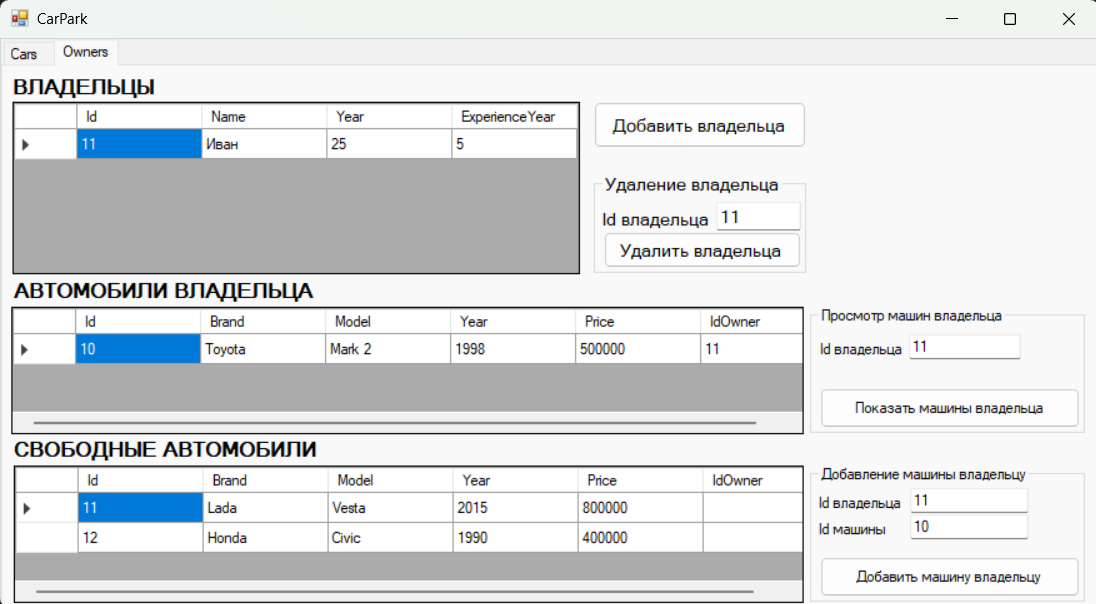 CarPark
Cars Owners
ВЛАДЕЛЬЦЫ
Id Name Year ExperienceYear
11 Иван 25 5
Добавить владельца
Удаление владельца
Id владельца 11
Удалить владельца
АВТОМОБИЛИ ВЛАДЕЛЬЦА
Id Brand Model Year Price IdOwner
10 Toyota Mark 2 1998 500000 11
Просмотр машин владельца
Id владельца 11
Показать машины владельца
СВОБОДНЫЕ АВТОМОБИЛИ
Id Brand Model Year Price IdOwner
11 Lada Vesta 2015 800000
12 Honda Civic 1990 400000
Добавление машины владельцу
Id владельца 11
Id машины 10
Добавить машину владельцу